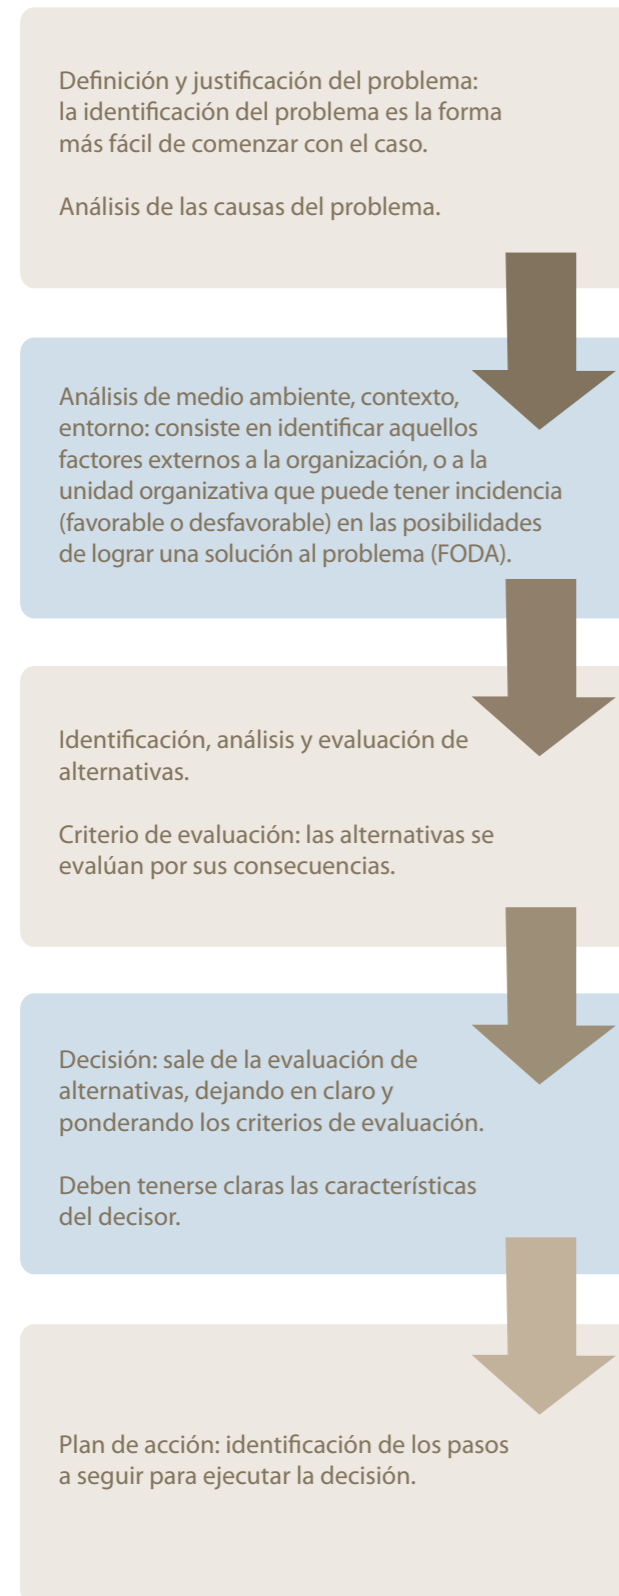 Definición y justificación del problema:
la identificación del problema es la forma
más fácil de comenzar con el caso.
Análisis de las causas del problema.
Análisis de medio ambiente, contexto,
entorno: consiste en identificar aquellos
factores externos a la organización, o a la
unidad organizativa que puede tener incidencia
(favorable o desfavorable) en las posibilidades
de lograr una solución al problema (FODA).
Identificación, análisis y evaluación de
alternativas.
Criterio de evaluación: las alternativas se
evalúan por sus consecuencias.
Decisión: sale de la evaluación de
alternativas, dejando en claro y
ponderando los criterios de evaluación.
Deben tenerse claras las características
del decisor.
Plan de acción: identificación de los pasos
a seguir para ejecutar la decisión.